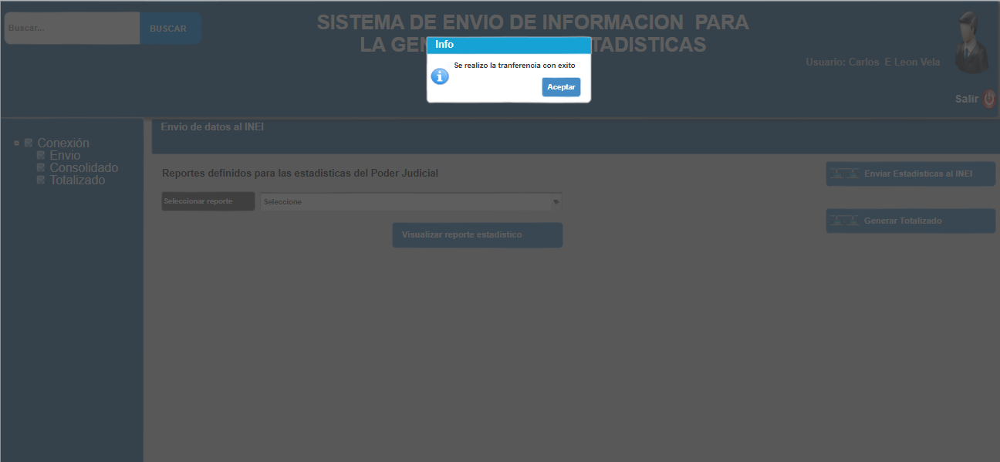 Buscar...
BUSCAR
SISTEMA DE ENVIO DE INFORMACION PARA
LA GEN TADISTICAS
Usuario: Carlos E Leon Vela
Salir
Info
Se realizo la tranferencia con exito
Aceptar
Conexión
Envio
Consolidado
Totalizado
Envio de datos al INEI
Reportes definidos para las estadisticas del Poder Judicial
Seleccionar reporte
Seleccione
Visualizar reporte estadistico
Enviar Estadisticas al INEI
Generar Totalizado